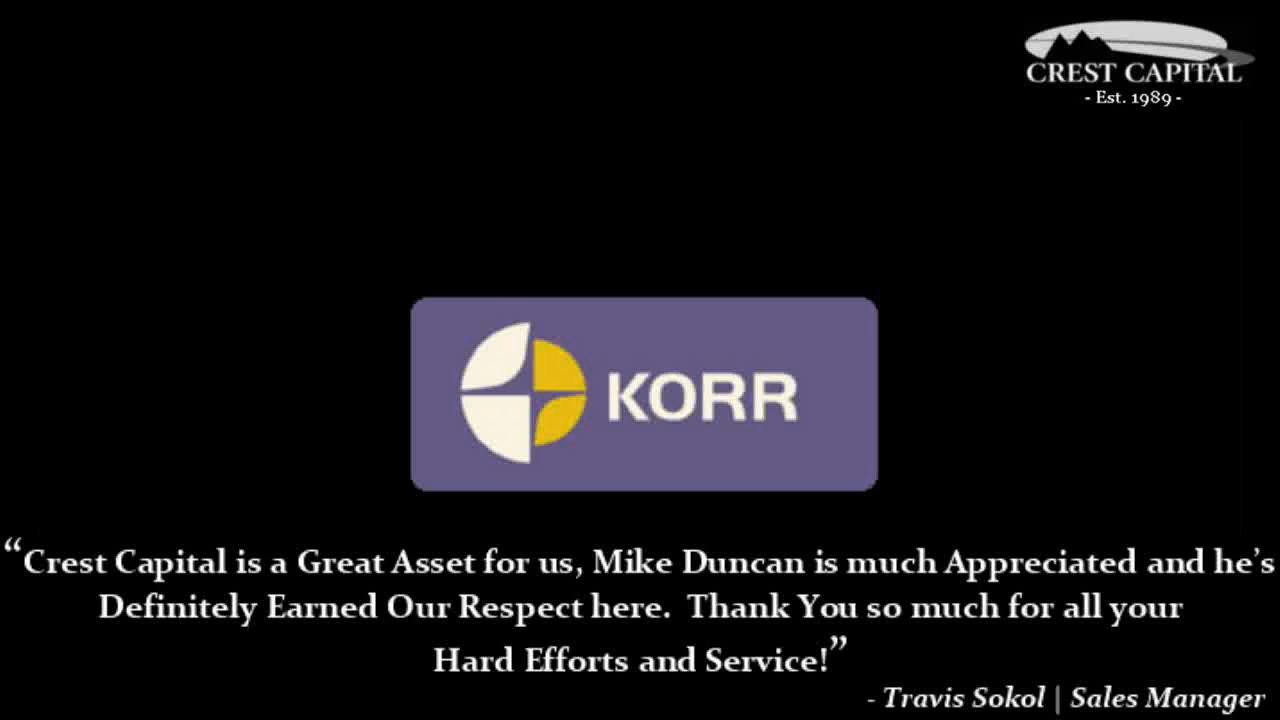 CREST CAPITAL
- Est. 1989 -
KORR
“Crest Capital is a Great Asset for us, Mike Duncan is much Appreciated and he’s
Definitely Earned Our Respect here.  Thank You so much for all your
Hard Efforts and Service!”
- Travis Sokol | Sales Manager